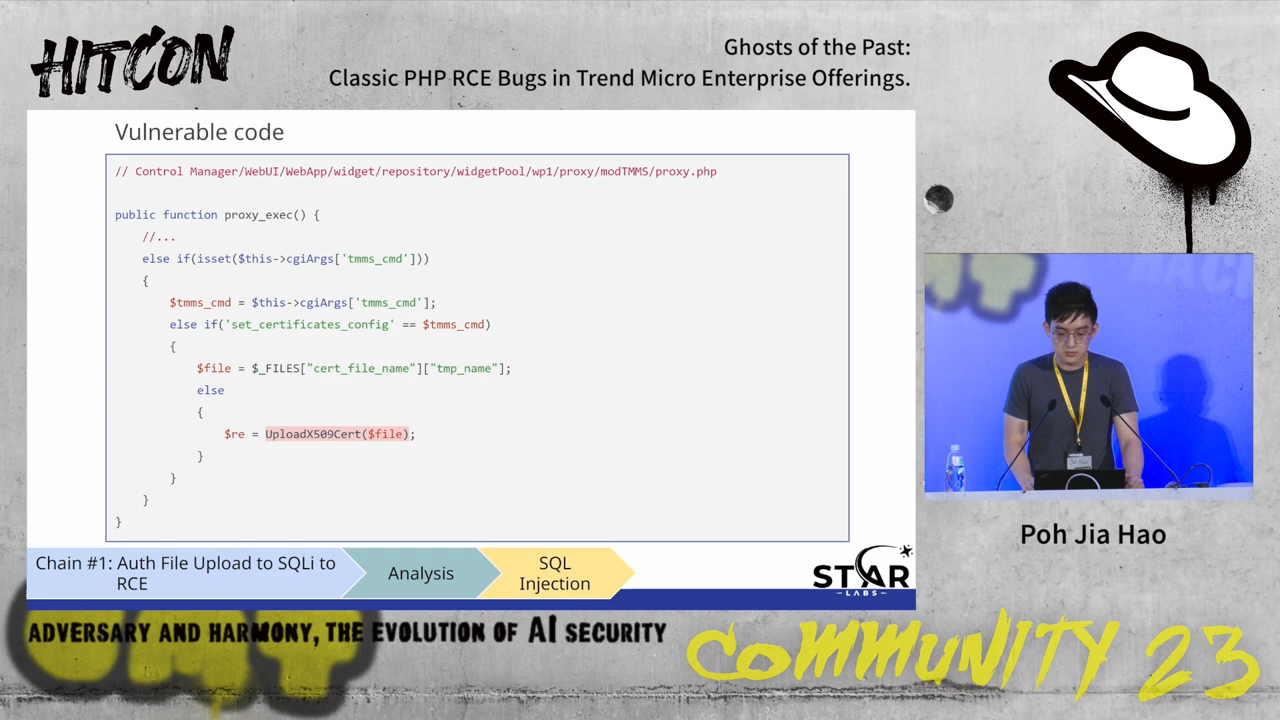 HITCON
Ghosts of the Past:
Classic PHP RCE Bugs in Trend Micro Enterprise Offerings.
Vulnerable code
// Control Manager/WebUI/WebApp/widget/repository/widgetPool/wp1/proxy/modTMMS/proxy.php
public function proxy_exec() {
//...
else if(isset($this->cgiArgs['tmms_cmd']))
{
$tmms_cmd = $this->cgiArgs['tmms_cmd'];
else if('set_certificates_config' == $tmms_cmd)
{
$file = $_FILES["cert_file_name"]["tmp_name"];
else
{
$re = UploadX509Cert($file);
}
}
}
}
Chain #1: Auth File Upload to SQLi to
RCE
Analysis
SQL
Injection
STAR
LABS
Poh Jia Hao
ADVERSARY AND HARMONY, THE EVOLUTION OF AI SECURITY
COMMUNITY 23